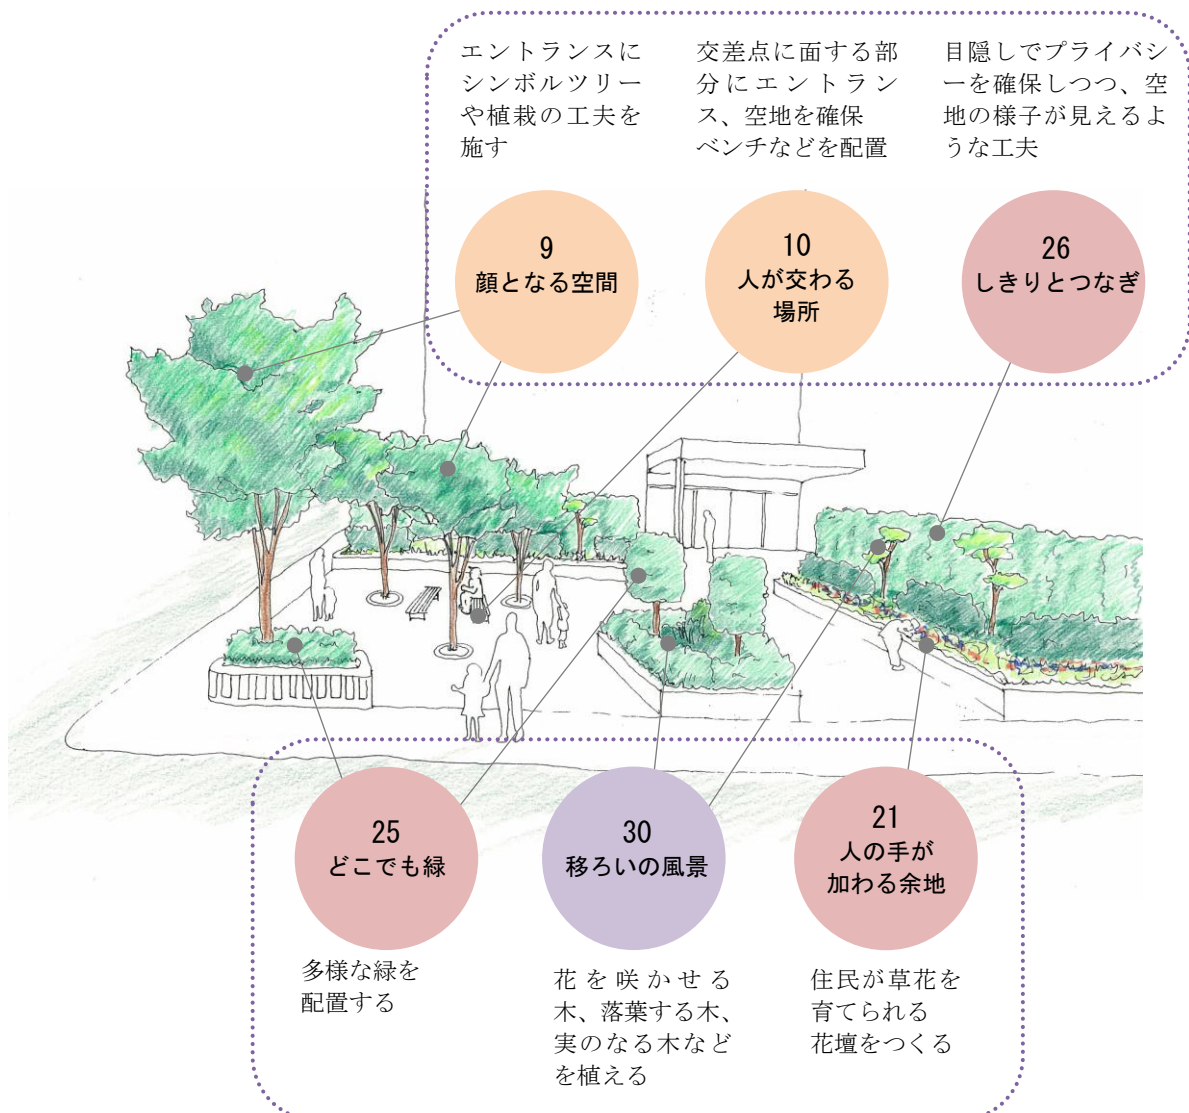 エントランスに
シンボルツリー
や植栽の工夫を
施す
交差点に面する部
分にエントラン
ス、空地を確保
ベンチなどを配置
目隠しでプライバシ
ーを確保しつつ、空
地の様子が見えるよ
うな工夫
9
顔となる空間
10
人が交わる
場所
26
しきりとつなぎ
25
どこでも緑
30
移ろいの風景
21
人の手が
加わる余地
多様な緑を
配置する
花を咲かせる
木、落葉する木、
実のなる木など
を植える
住民が草花を
育てられる
花壇をつくる